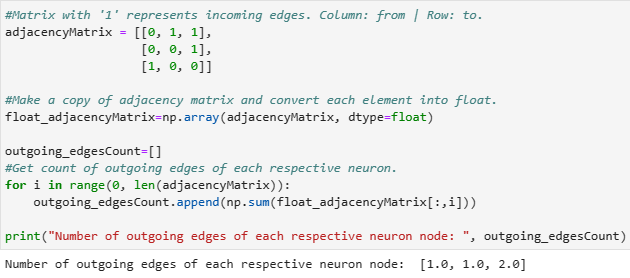 #Matrix with '1' represents incoming edges. Column: from | Row: to.
adjacencyMatrix = [[0, 1, 1],
                   [0, 0, 1],
                   [1, 0, 0]]

#Make a copy of adjacency matrix and convert each element into float.
float_adjacencyMatrix=np.array(adjacencyMatrix, dtype=float)

outgoing_edgesCount=[]
#Get count of outgoing edges of each respective neuron.
for i in range(0, len(adjacencyMatrix)):
    outgoing_edgesCount.append(np.sum(float_adjacencyMatrix[:,i]))

print("Number of outgoing edges of each respective neuron node: ", outgoing_edgesCount)
Number of outgoing edges of each respective neuron node:  [1.0, 1.0, 2.0]